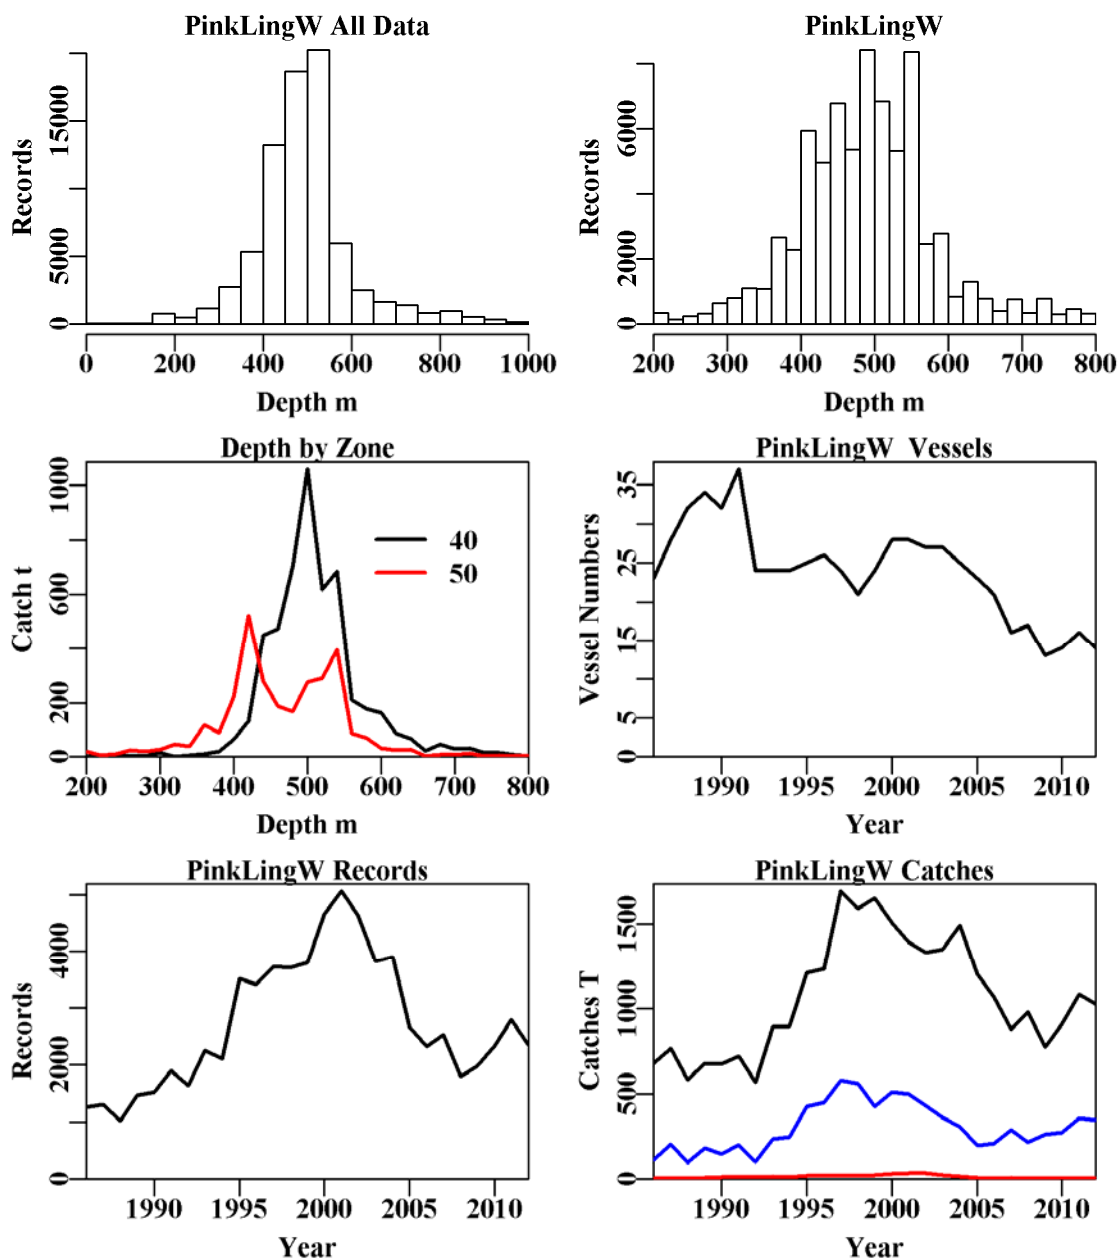 PinkLingW All Data
Records
0 5000 15000
0 200 400 600 800 1000
Depth m
PinkLingW
Records
0 2000 6000
200 300 400 500 600 700 800
Depth m
Depth by Zone
Catch t
0 200 600 1000
40
50
200 300 400 500 600 700 800
Depth m
PinkLingW Vessels
Vessel Numbers
0 5 15 25 35
1990 1995 2000 2005 2010
Year
PinkLingW Records
Records
0 2000 4000
1990 1995 2000 2005 2010
Year
PinkLingW Catches
Catches T
0 500 1000 1500
1990 1995 2000 2005 2010
Year